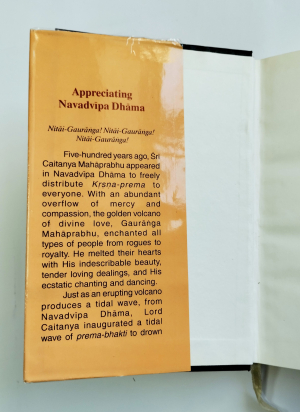 Appreciating
Navadvīpa Dhāma
Nitāi-Gaurāṅga! Nitāi-Gaurāṅga!
Nitāi-Gaurāṅga!
Five-hundred years ago, Sri
Caitanya Mahāprabhu appeared
in Navadvīpa Dhāma to freely
distribute Kṛṣṇa-prema to
everyone. With an abundant
overflow of mercy and
compassion, the golden volcano
of divine love, Gaurāṅga
Mahāprabhu, enchanted all
types of people from rogues to
royalty. He melted their hearts
with His indescribable beauty,
tender loving dealings, and His
ecstatic chanting and dancing.
Just as an erupting volcano
produces a tidal wave, from
Navadvīpa Dhāma, Lord
Caitanya inaugurated a tidal
wave of prema-bhakti to drown